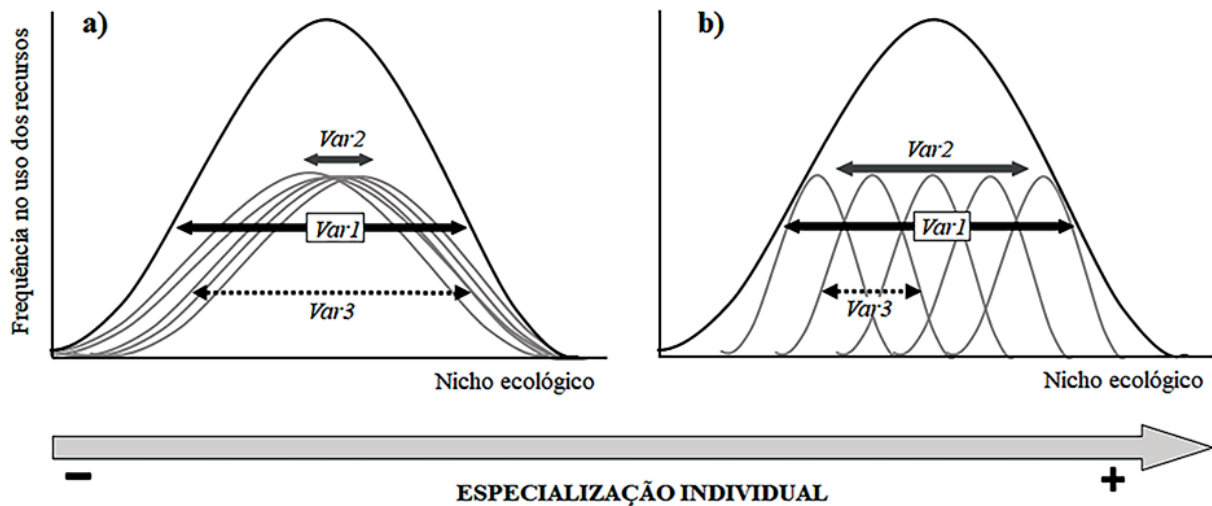 a)
Frequência no uso dos recursos
Var2
Var1
Var3
Nicho ecológico
b)
Var2
Var1
Var3
Nicho ecológico
− +
ESPECIALIZAÇÃO INDIVIDUAL